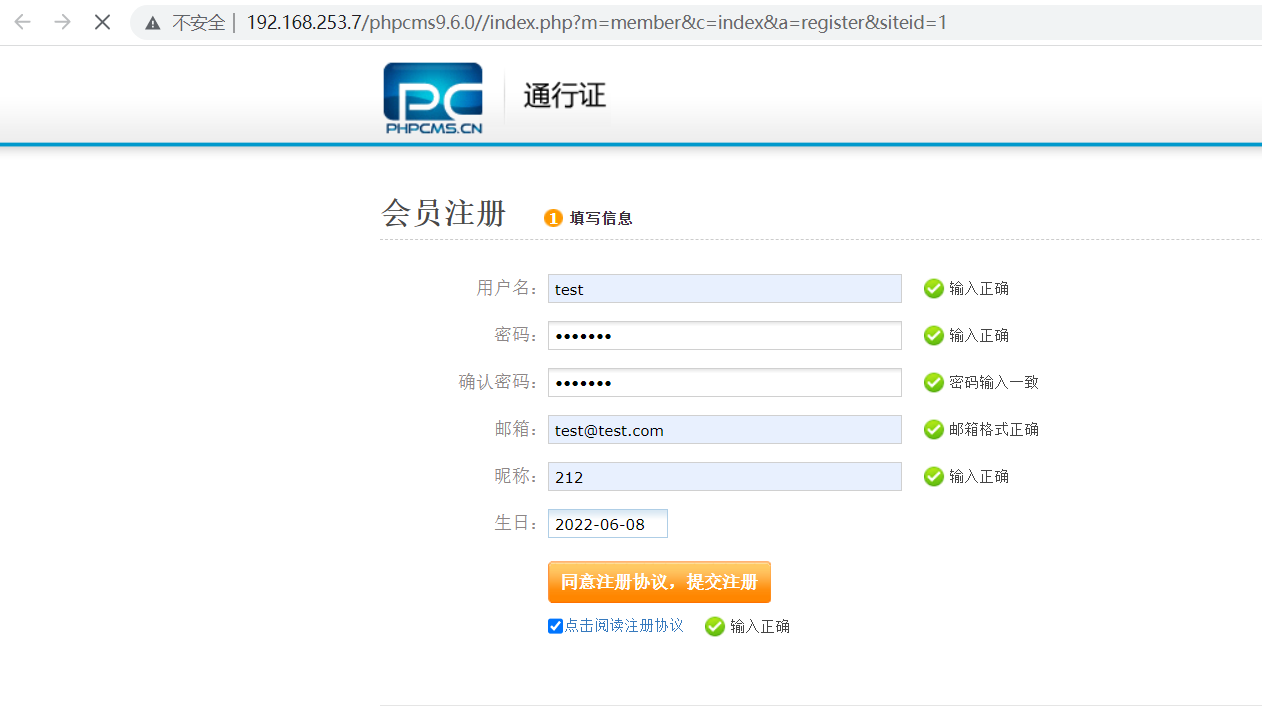 不安全 | 192.168.253.7/phpcms9.6.0//index.php?m=member&c=index&a=register&siteid=1
PC
PHPCMS.CN
通行证
会员注册 1 填写信息
用户名： test 输入正确
密码： ••••••• 输入正确
确认密码： ••••••• 密码输入一致
邮箱： test@test.com 邮箱格式正确
昵称： 212 输入正确
生日： 2022-06-08
同意注册协议，提交注册
点击阅读注册协议 输入正确